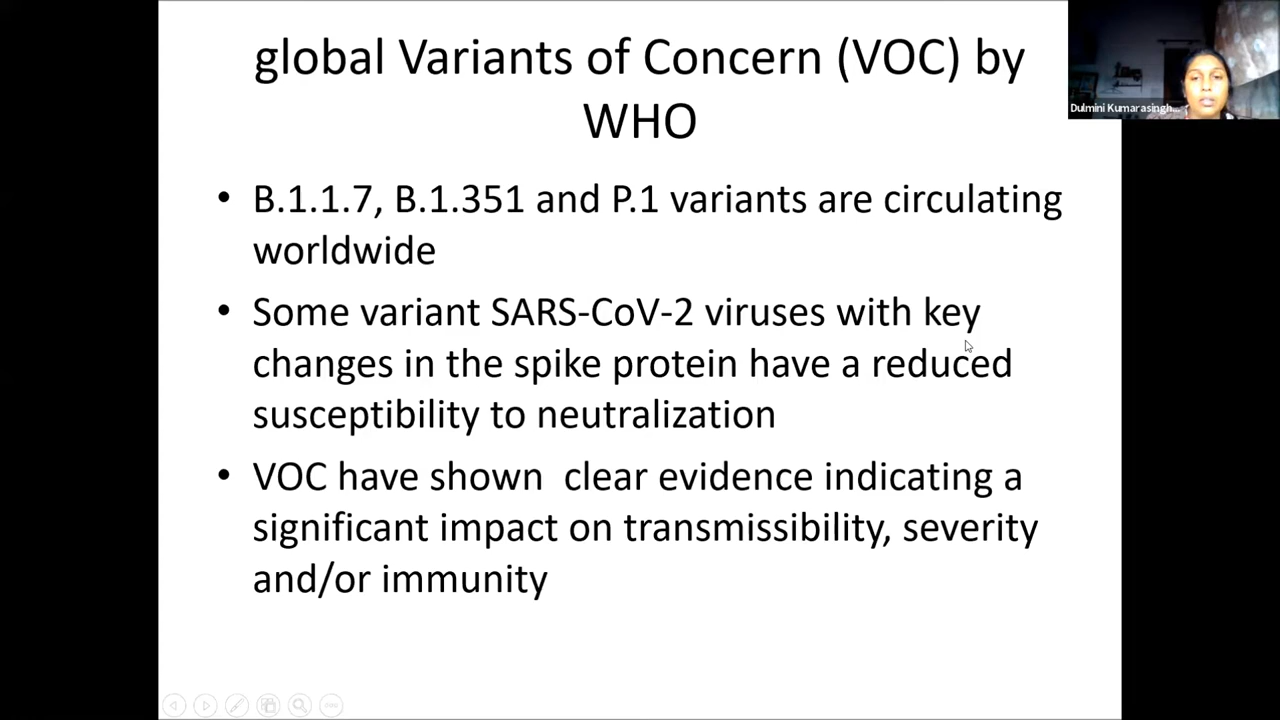 global Variants of Concern (VOC) by
WHO
Dulmini Kumarasingh...
• B.1.1.7, B.1.351 and P.1 variants are circulating
worldwide
• Some variant SARS-CoV-2 viruses with key
changes in the spike protein have a reduced
susceptibility to neutralization
• VOC have shown  clear evidence indicating a
significant impact on transmissibility, severity
and/or immunity